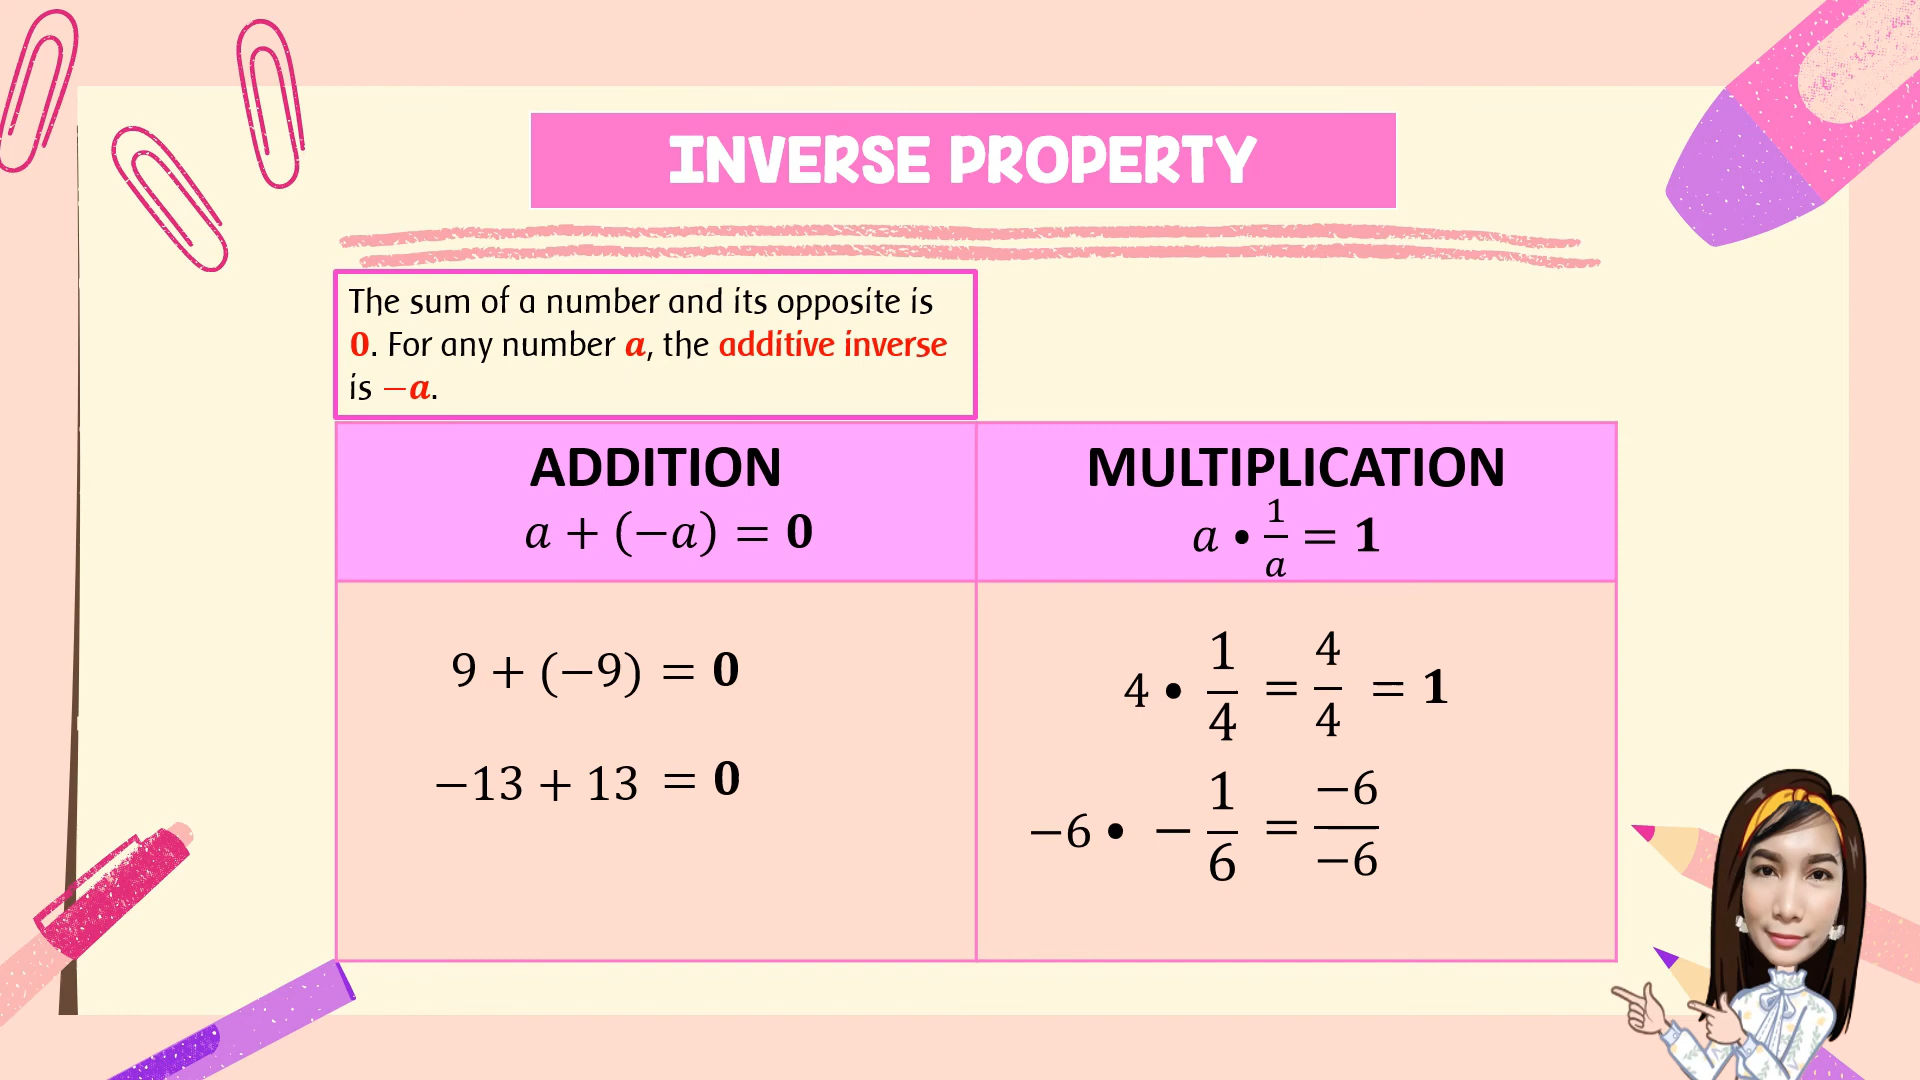 INVERSE PROPERTY
The sum of a number and its opposite is
0. For any number a, the additive inverse
is −a.
ADDITION
a + (−a) = 0
MULTIPLICATION
a • 1/a = 1
9 + (−9) = 0
−13 + 13 = 0
4 • 1/4 = 4/4 = 1
−6 • −1/6 = −6/−6